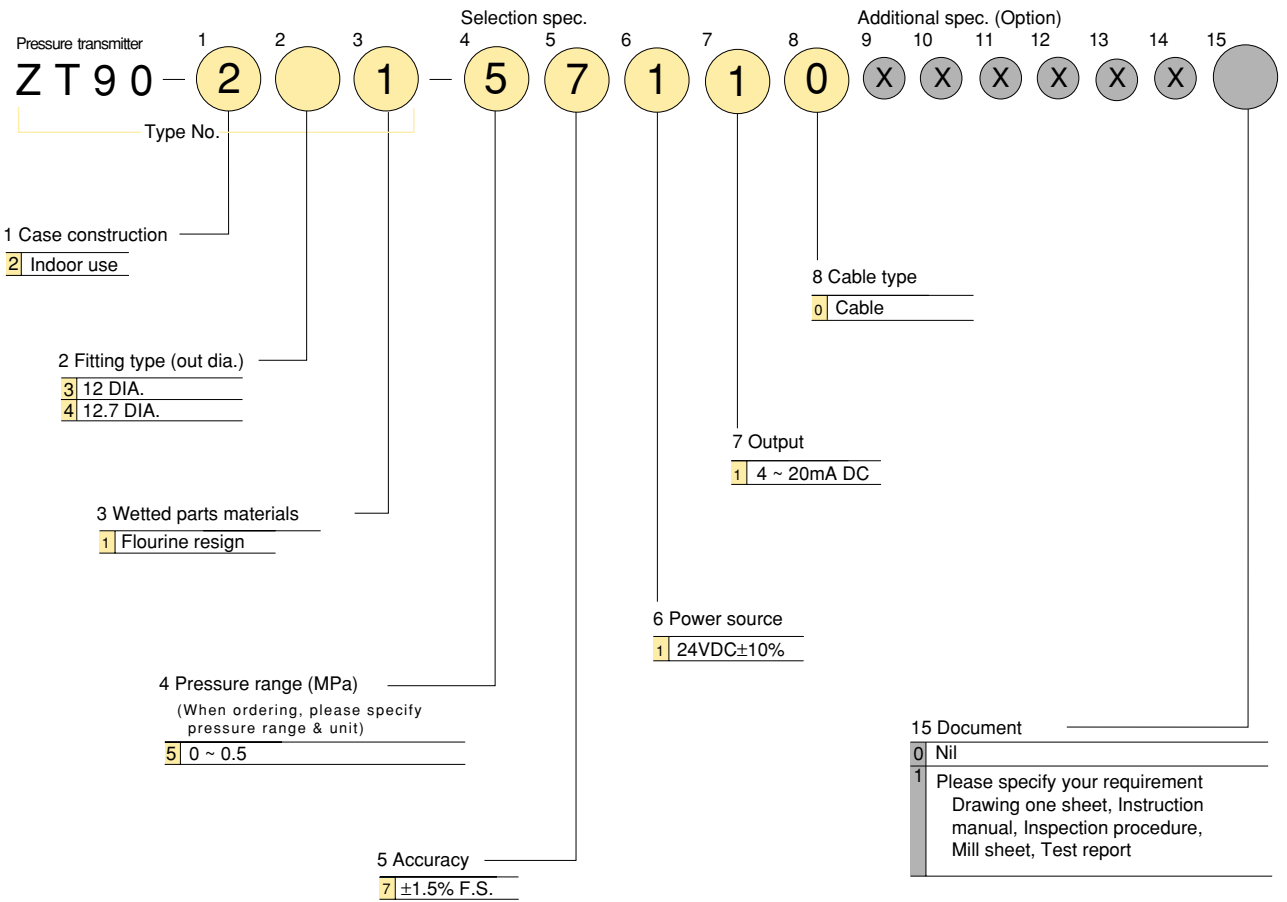 Selection spec.
Additional spec. (Option)
Pressure transmitter
1 2 3 4 5 6 7 8 9 10 11 12 13 14 15
ZT90 – 2 1 – 5 7 1 1 0 X X X X X X
Type No.
1 Case construction
2 Indoor use
8 Cable type
0 Cable
2 Fitting type (out dia.)
3 12 DIA.
4 12.7 DIA.
7 Output
1 4 ~ 20mA DC
3 Wetted parts materials
1 Flourine resign
6 Power source
1 24VDC±10%
4 Pressure range (MPa)
(When ordering, please specify
pressure range & unit)
5 0 ~ 0.5
15 Document
0 Nil
1 Please specify your requirement
Drawing one sheet, Instruction
manual, Inspection procedure,
Mill sheet, Test report
5 Accuracy
7 ±1.5% F.S.